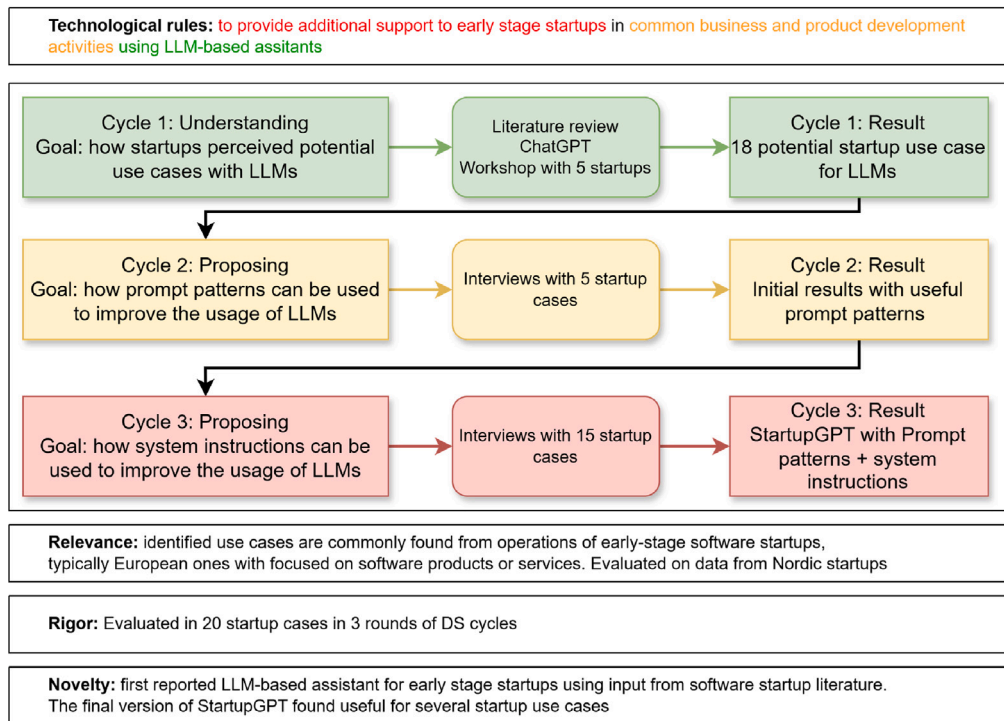 Technological rules: to provide additional support to early stage startups in common business and product development
activities using LLM-based assitants
Cycle 1: Understanding
Goal: how startups perceived potential
use cases with LLMs
Literature review
ChatGPT
Workshop with 5 startups
Cycle 1: Result
18 potential startup use case
for LLMs
Cycle 2: Proposing
Goal: how prompt patterns can be used
to improve the usage of LLMs
Interviews with 5 startup
cases
Cycle 2: Result
Initial results with useful
prompt patterns
Cycle 3: Proposing
Goal: how system instructions can be
used to improve the usage of LLMs
Interviews with 15 startup
cases
Cycle 3: Result
StartupGPT with Prompt
patterns + system
instructions
Relevance: identified use cases are commonly found from operations of early-stage software startups,
typically European ones with focused on software products or services. Evaluated on data from Nordic startups
Rigor: Evaluated in 20 startup cases in 3 rounds of DS cycles
Novelty: first reported LLM-based assistant for early stage startups using input from software startup literature.
The final version of StartupGPT found useful for several startup use cases